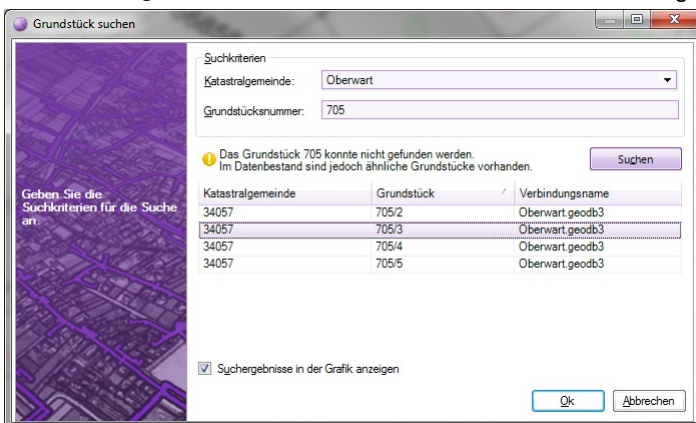 Grundstück suchen
Suchkriterien
Katastralgemeinde: Oberwart
Grundstücksnummer: 705
Das Grundstück 705 konnte nicht gefunden werden.
Im Datenbestand sind jedoch ähnliche Grundstücke vorhanden.
Suchen
Geben Sie die
Suchkriterien für die Suche
an.
Katastralgemeinde Grundstück Verbindungsname
34057 705/2 Oberwart.geodb3
34057 705/3 Oberwart.geodb3
34057 705/4 Oberwart.geodb3
34057 705/5 Oberwart.geodb3
Suchergebnisse in der Grafik anzeigen
Ok Abbrechen